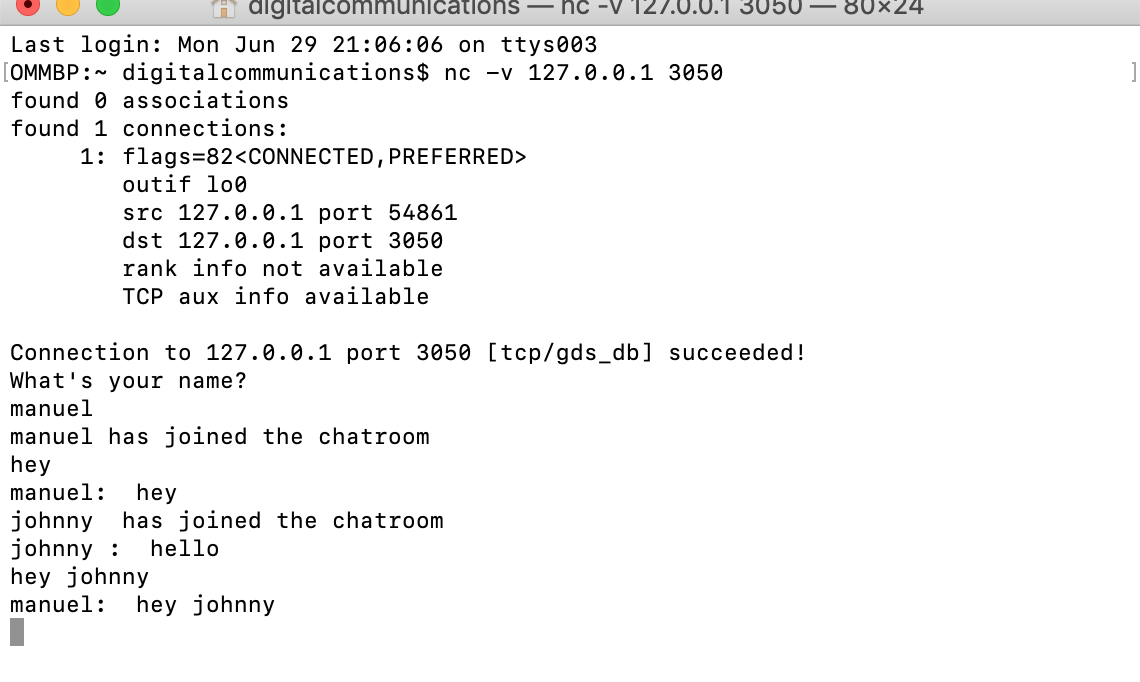 digitalcommunications — nc -v 127.0.0.1 3050 — 80×24
Last login: Mon Jun 29 21:06:06 on ttys003
[OMMBP:~ digitalcommunications$ nc -v 127.0.0.1 3050 ]
found 0 associations
found 1 connections:
     1: flags=82<CONNECTED,PREFERRED>
        outif lo0
        src 127.0.0.1 port 54861
        dst 127.0.0.1 port 3050
        rank info not available
        TCP aux info available

Connection to 127.0.0.1 port 3050 [tcp/gds_db] succeeded!
What's your name?
manuel
manuel has joined the chatroom
hey
manuel:  hey
johnny  has joined the chatroom
johnny :  hello
hey johnny
manuel:  hey johnny